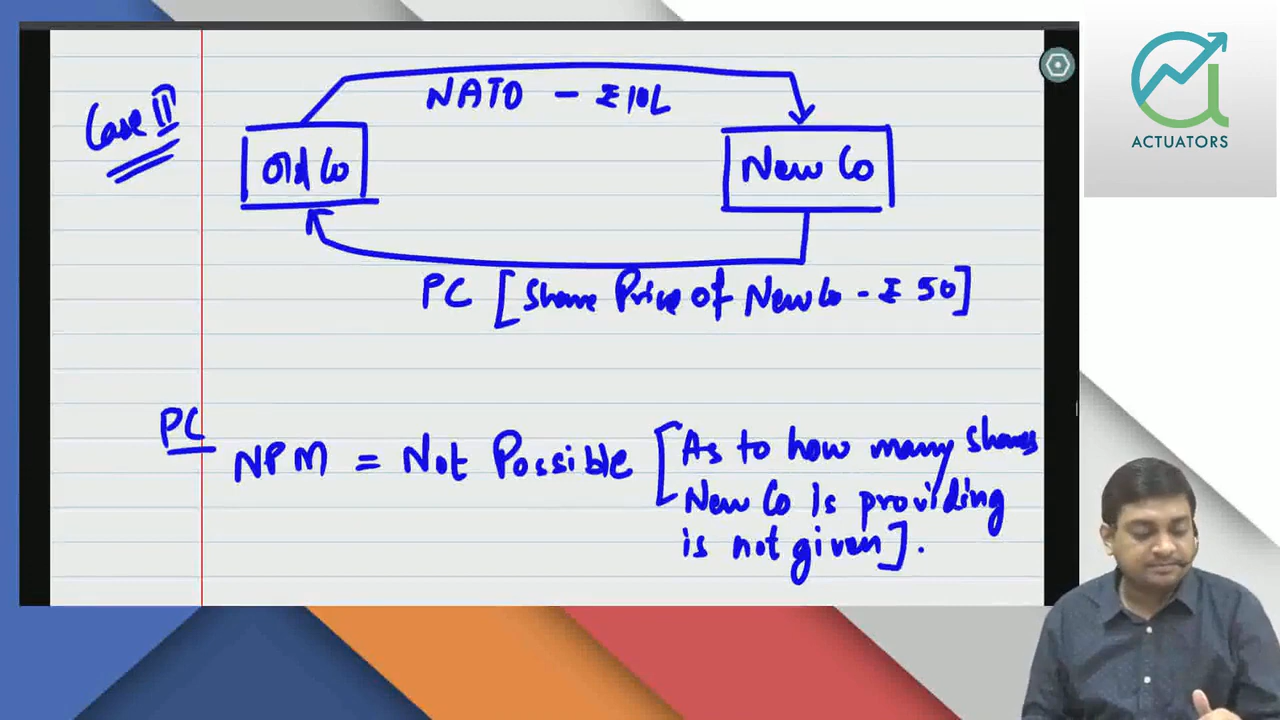 Case II
NATO - ₹10L
Old Co
New Co
PC [Share Price of New Co - ₹ 50]
PC
NPM = Not Possible [As to how many shares
New Co is providing
is not given].
ACTUATORS